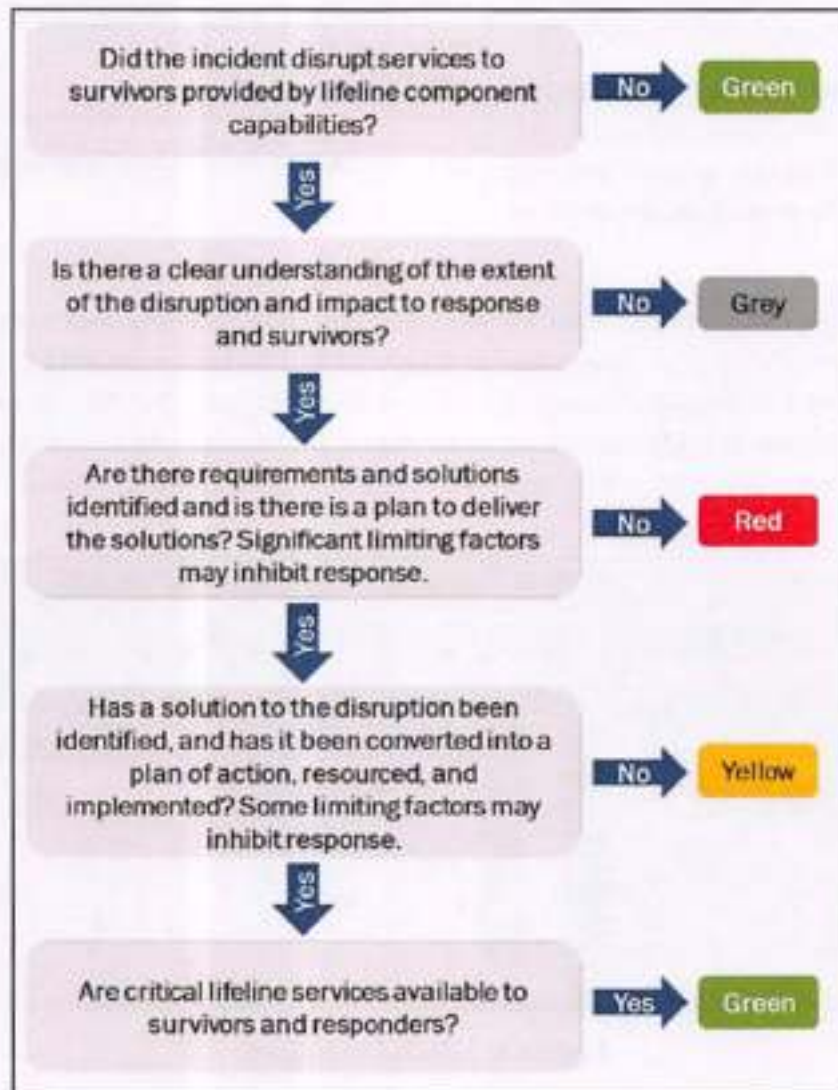 Did the incident disrupt services to
survivors provided by lifeline component
capabilities?
No
Green
Yes
Is there a clear understanding of the extent
of the disruption and impact to response
and survivors?
No
Grey
Yes
Are there requirements and solutions
identified and is there is a plan to deliver
the solutions? Significant limiting factors
may inhibit response.
No
Red
Yes
Has a solution to the disruption been
identified, and has it been converted into a
plan of action, resourced, and
implemented? Some limiting factors may
inhibit response.
No
Yellow
Yes
Are critical lifeline services available to
survivors and responders?
Yes
Green